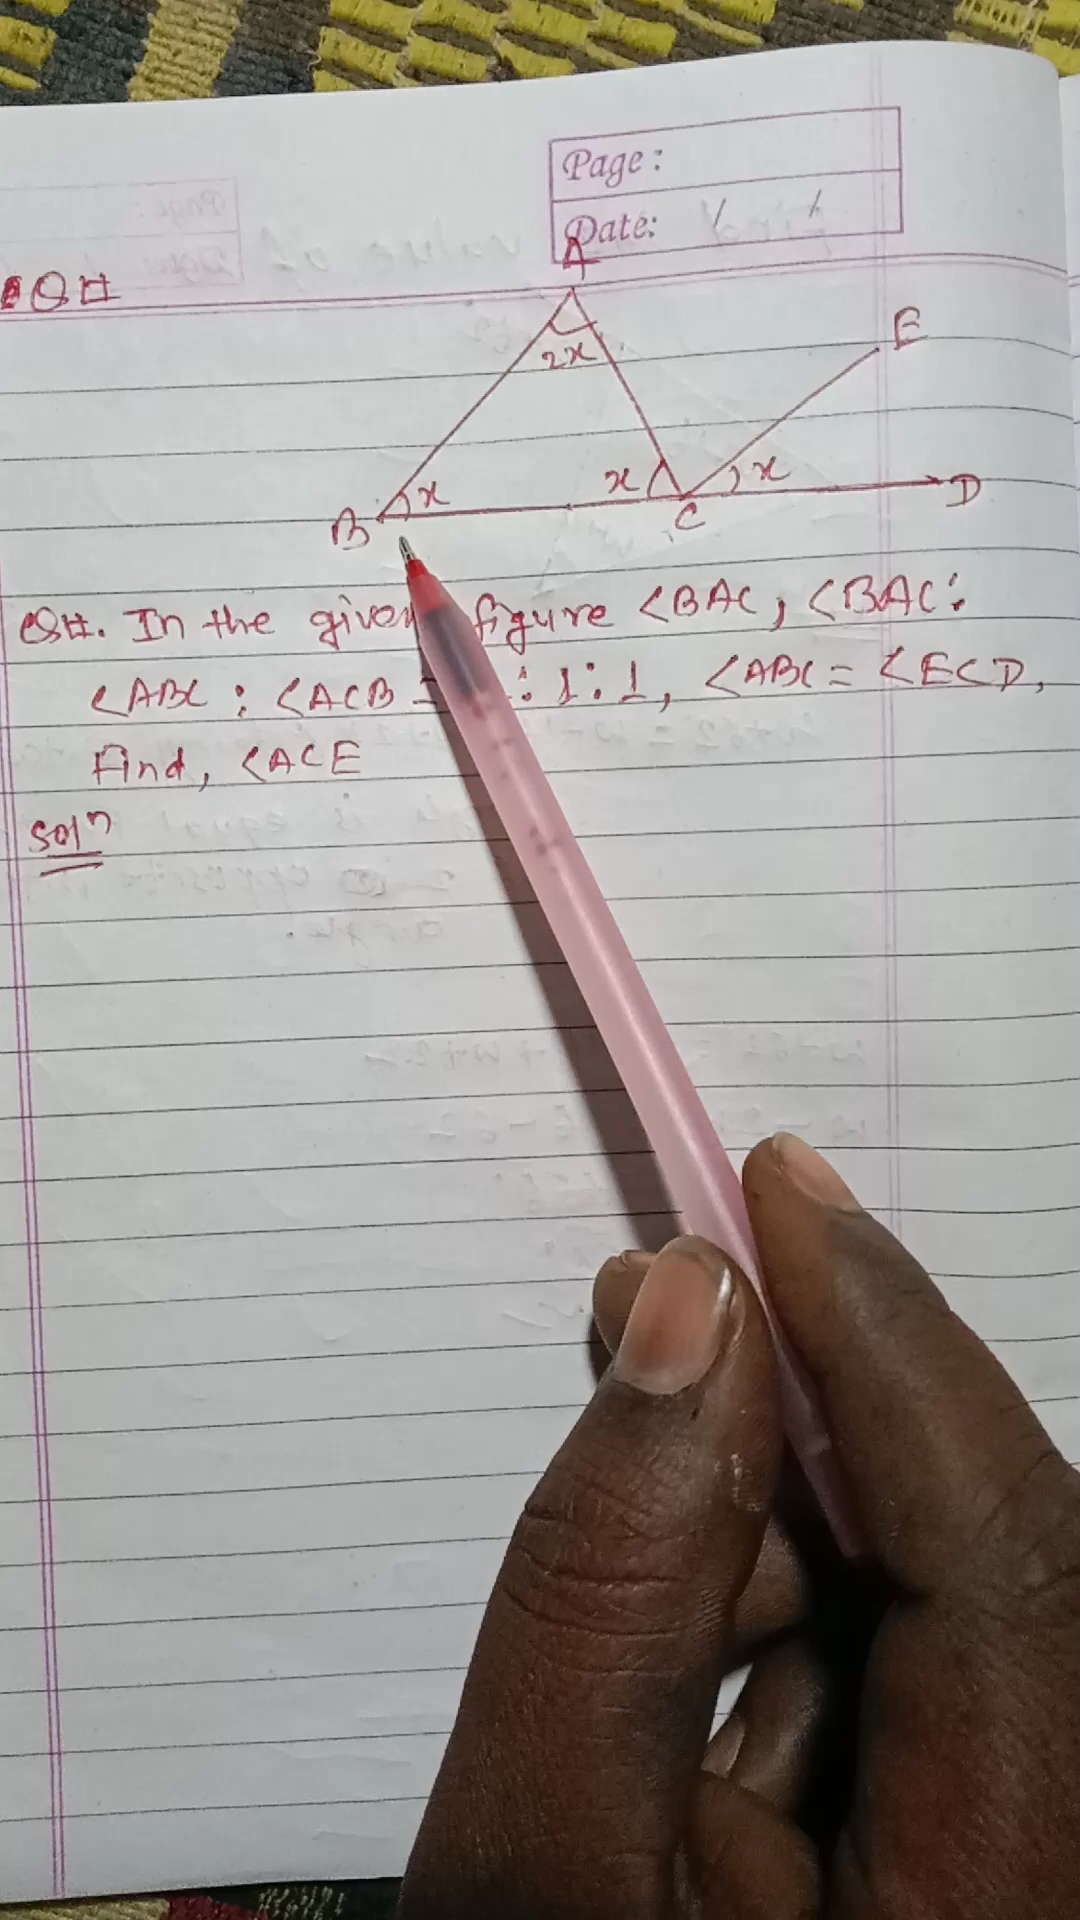 Page:
Date:
Q#
A
2x
E
x
x
x
B
C
D
Q#. In the given figure <BAC, <BAC:
<ABC : <ACB = : 1 : 1, <ABC = <ECD,
Find, <ACE
Solⁿ